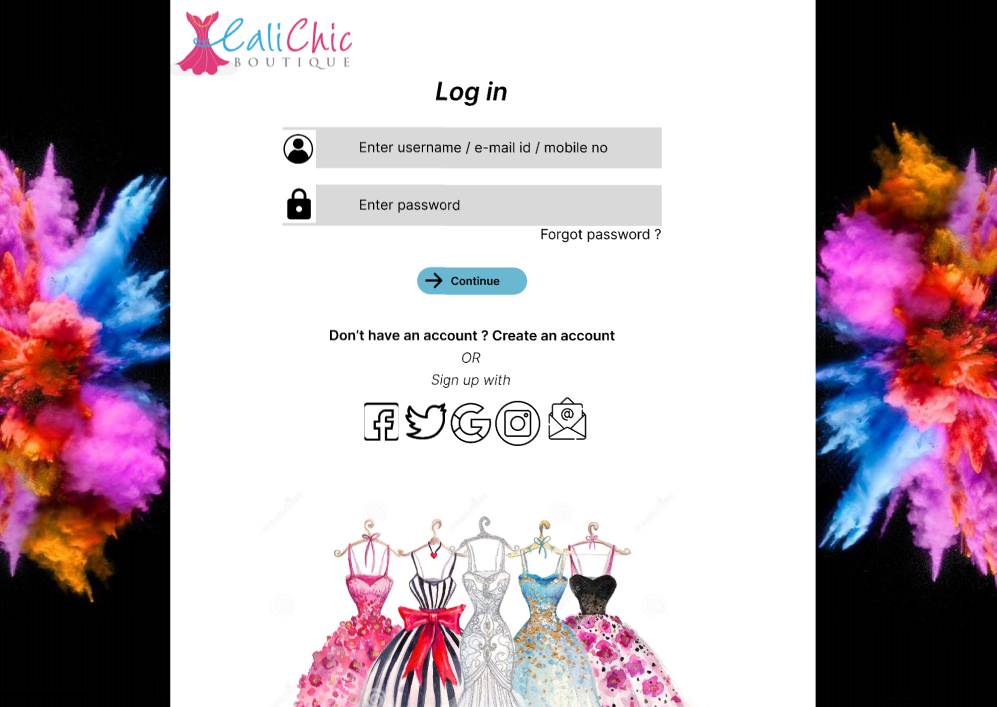 CaliChic
BOUTIQUE
Log in
Enter username / e-mail id / mobile no
Enter password
Forgot password ?
Continue
Don't have an account ? Create an account
OR
Sign up with
@